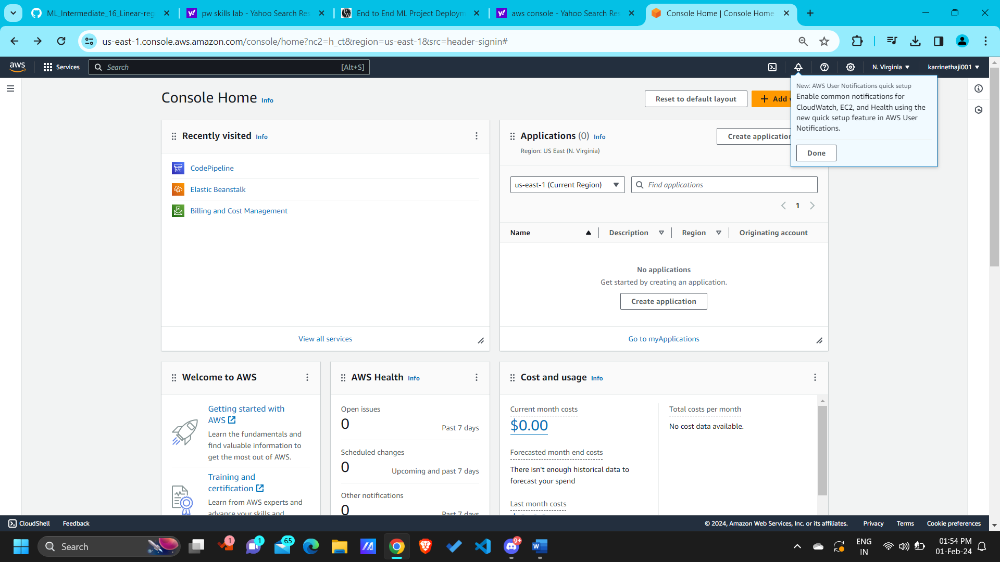 ML_Intermediate_16_Linear-reg
pw skills lab - Yahoo Search Res
End to End ML Project Deploym
aws console - Yahoo Search Res
Console Home | Console Home
us-east-1.console.aws.amazon.com/console/home?nc2=h_ct&region=us-east-1&src=header-signin#
aws
Services
Search
[Alt+S]
N. Virginia
karrinethaji001
New: AWS User Notifications quick setup
Enable common notifications for
CloudWatch, EC2, and Health using the
new quick setup feature in AWS User
Notifications.
Done
Console Home Info
Reset to default layout
+ Add
Recently visited Info
CodePipeline
Elastic Beanstalk
Billing and Cost Management
View all services
Applications (0) Info
Region: US East (N. Virginia)
Create application
us-east-1 (Current Region)
Find applications
1
Name
Description
Region
Originating account
No applications
Get started by creating an application.
Create application
Go to myApplications
Welcome to AWS
Getting started with
AWS
Learn the fundamentals and
find valuable information to
get the most out of AWS.
Training and
certification
Learn from AWS experts and
advance your skills and
AWS Health Info
Open issues
0
Past 7 days
Scheduled changes
0
Upcoming and past 7 days
Other notifications
0
Past 7 days
Cost and usage Info
Current month costs
$0.00
Forecasted month end costs
There isn't enough historical data to
forecast your spend
Last month costs
Total costs per month
No cost data available.
CloudShell
Feedback
© 2024, Amazon Web Services, Inc. or its affiliates.
Privacy
Terms
Cookie preferences
Search
1
1
65
9+
ENG
IN
01:54 PM
01-Feb-24